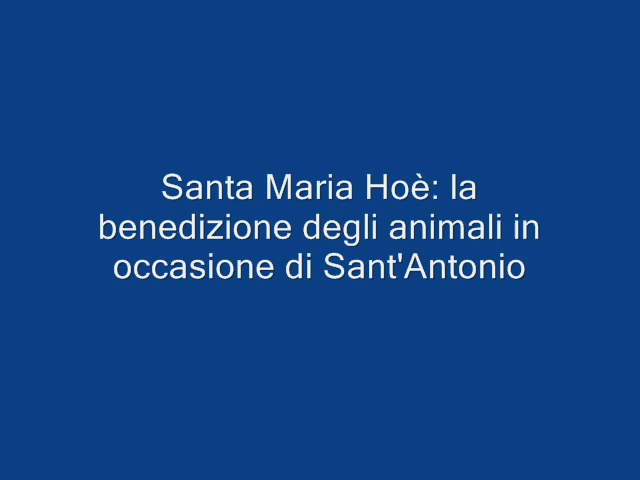 Santa Maria Hoè: la
benedizione degli animali in
occasione di Sant'Antonio